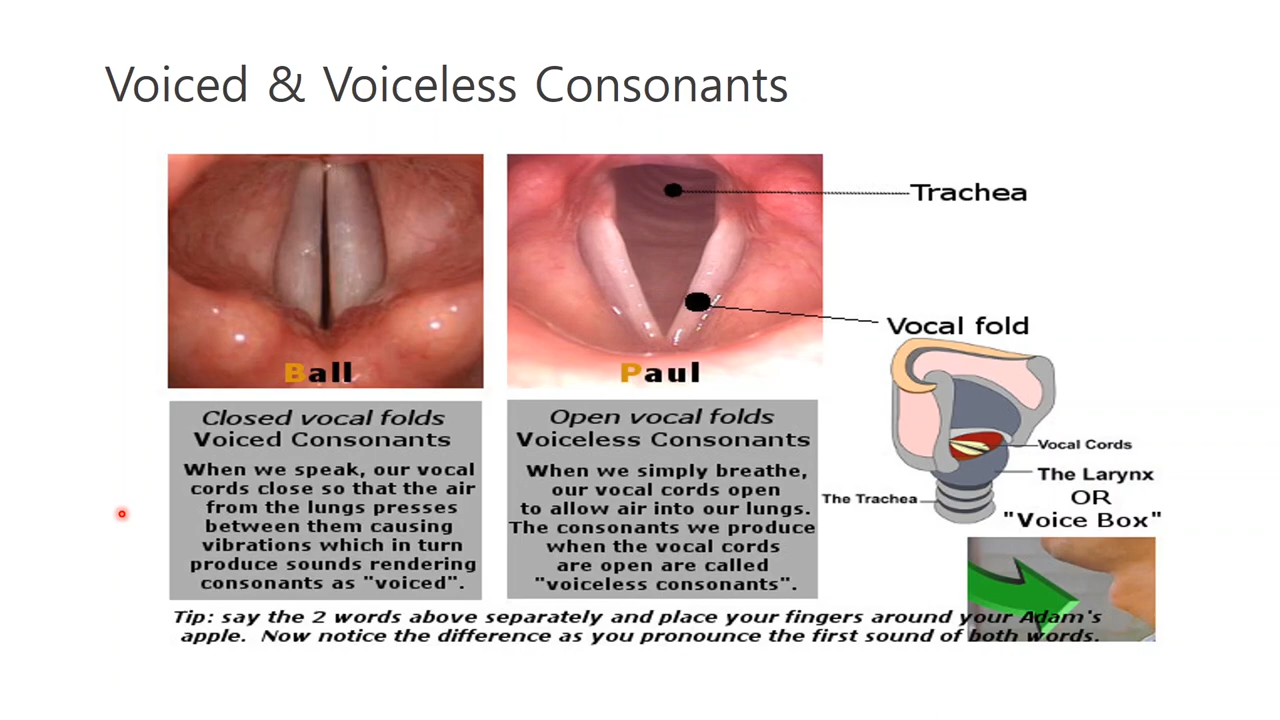 Voiced & Voiceless Consonants
Trachea
Vocal fold
Ball
Paul
Closed vocal folds
Voiced Consonants
When we speak, our vocal
cords close so that the air
from the lungs presses
between them causing
vibrations which in turn
produce sounds rendering
consonants as "voiced".
Open vocal folds
Voiceless Consonants
When we simply breathe,
our vocal cords open
to allow air into our lungs.
The consonants we produce
when the vocal cords
are open are called
"voiceless consonants".
Vocal Cords
The Larynx
The Trachea
OR
"Voice Box"
Tip: say the 2 words above separately and place your fingers around your Adam's
apple. Now notice the difference as you pronounce the first sound of both words.